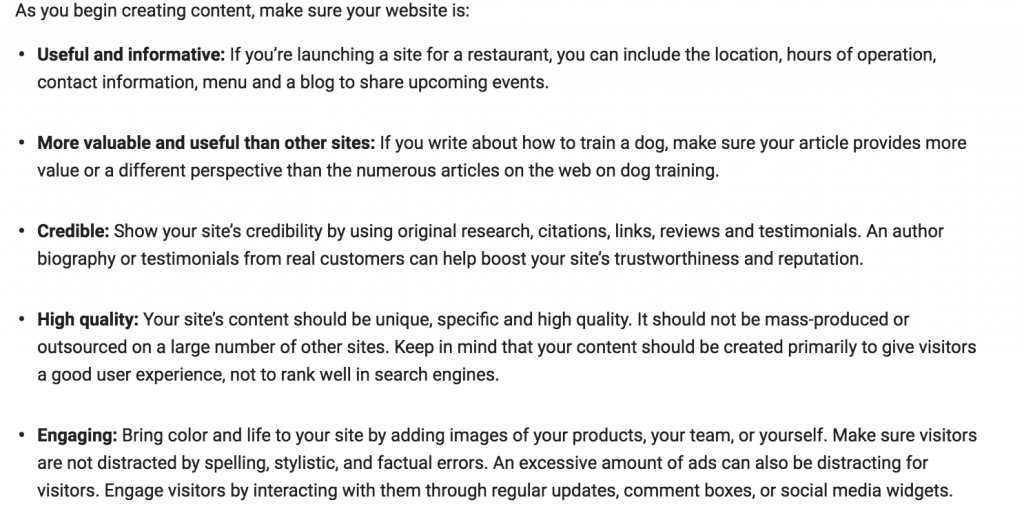 As you begin creating content, make sure your website is:
• Useful and informative: If you’re launching a site for a restaurant, you can include the location, hours of operation,
contact information, menu and a blog to share upcoming events.
• More valuable and useful than other sites: If you write about how to train a dog, make sure your article provides more
value or a different perspective than the numerous articles on the web on dog training.
• Credible: Show your site’s credibility by using original research, citations, links, reviews and testimonials. An author
biography or testimonials from real customers can help boost your site’s trustworthiness and reputation.
• High quality: Your site’s content should be unique, specific and high quality. It should not be mass-produced or
outsourced on a large number of other sites. Keep in mind that your content should be created primarily to give visitors
a good user experience, not to rank well in search engines.
• Engaging: Bring color and life to your site by adding images of your products, your team, or yourself. Make sure visitors
are not distracted by spelling, stylistic, and factual errors. An excessive amount of ads can also be distracting for
visitors. Engage visitors by interacting with them through regular updates, comment boxes, or social media widgets.